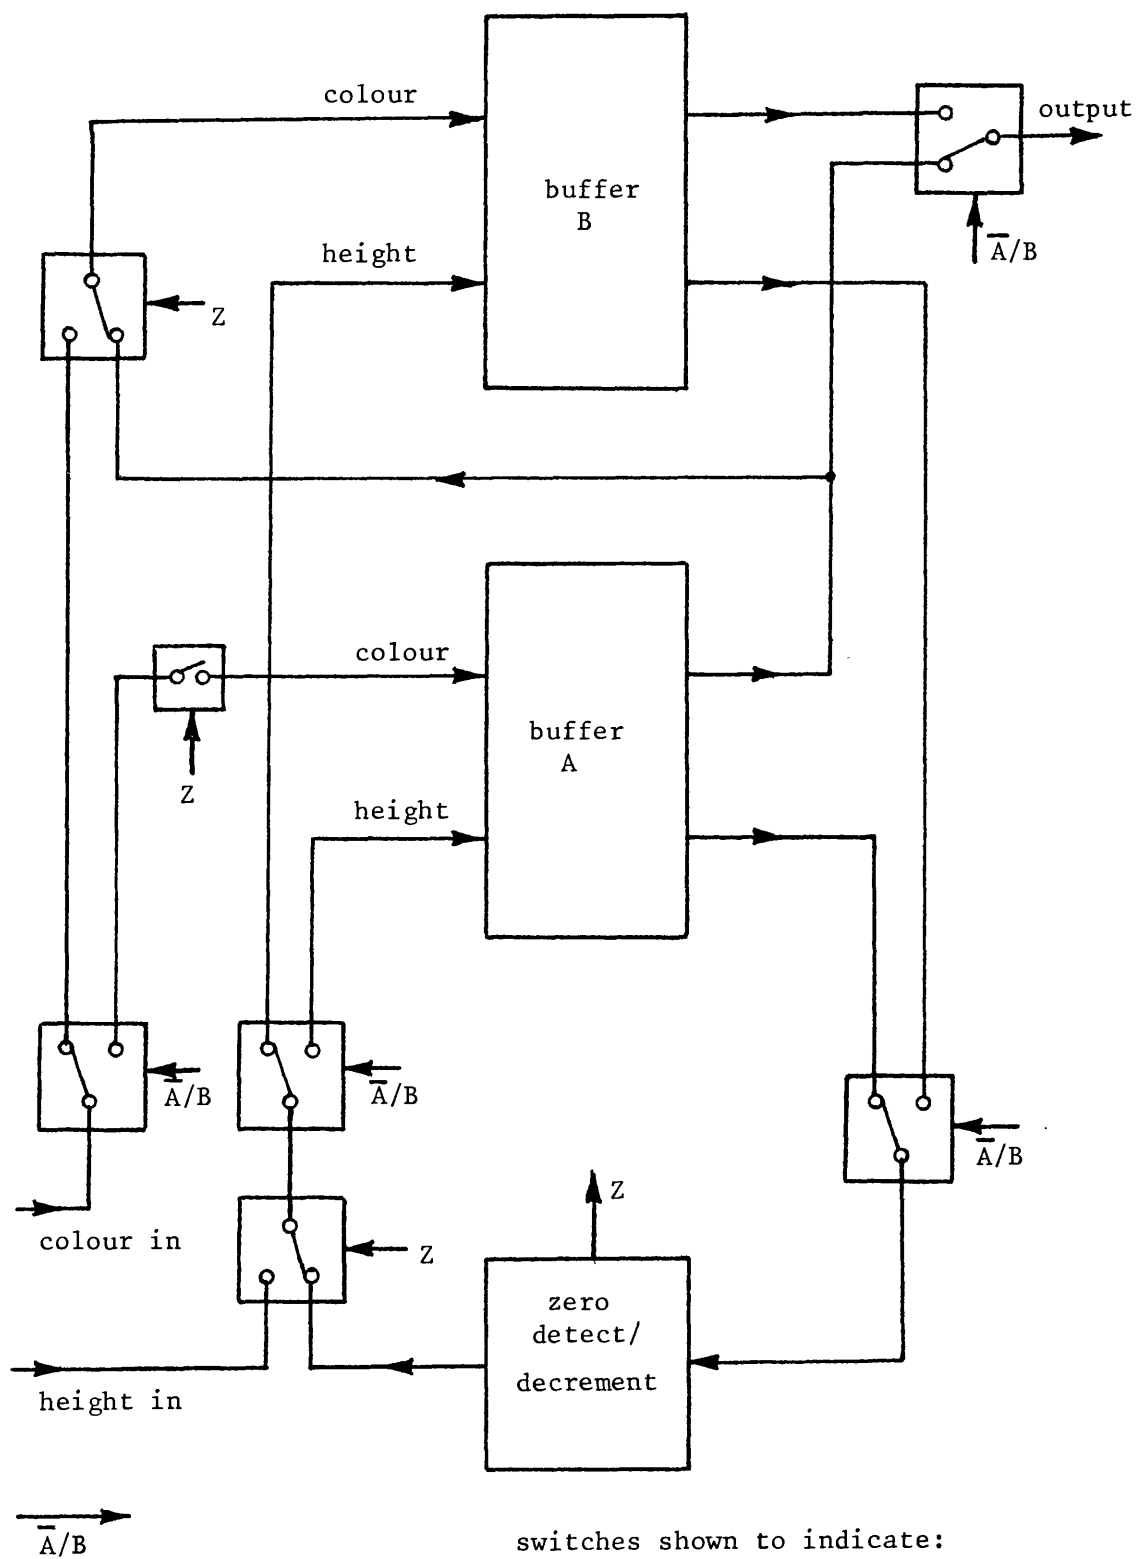 colour
output
buffer
B
height
A̅/B
Z
colour
buffer
A
Z
height
A̅/B
A̅/B
A̅/B
Z
colour in
Z
zero
detect/
decrement
height in
A̅/B
switches shown to indicate: